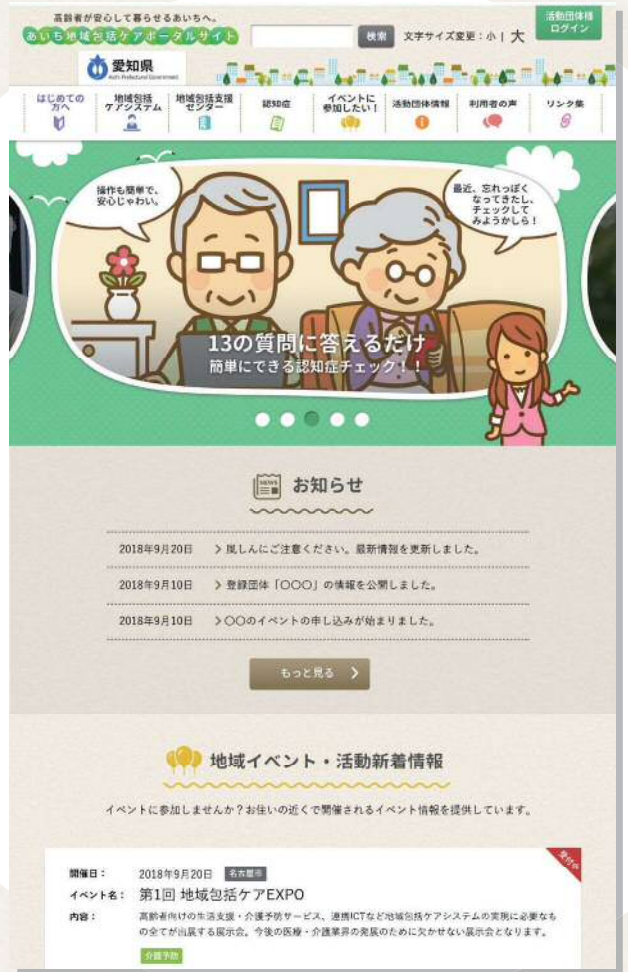 高齢者が安心して暮らせるあいちへ。
あいち地域包括ケアポータルサイト
検索
文字サイズ変更：小 | 大
活動団体様
ログイン
愛知県
Aichi Prefectural Government
はじめての
方へ
地域包括
ケアシステム
地域包括支援
センター
認知症
イベントに
参加したい！
活動団体情報
利用者の声
リンク集
操作も簡単で、
安心じゃわい。
最近、忘れっぽく
なってきたし、
チェックして
みようかしら！
13の質問に答えるだけ
簡単にできる認知症チェック！！
NEWS
お知らせ
2018年9月20日 > 風しんにご注意ください。最新情報を更新しました。
2018年9月10日 > 登録団体「〇〇〇」の情報を公開しました。
2018年9月10日 > 〇〇のイベントの申し込みが始まりました。
もっと見る >
地域イベント・活動新着情報
イベントに参加しませんか？お住いの近くで開催されるイベント情報を提供しています。
受付中
開催日： 2018年9月20日 名古屋市
イベント名： 第1回 地域包括ケアEXPO
内容： 高齢者向けの生活支援・介護予防サービス、連携ICTなど地域包括ケアシステムの実現に必要なも
の全てが出展する展示会。今後の医療・介護業界の発展のために欠かせない展示会となります。
介護予防